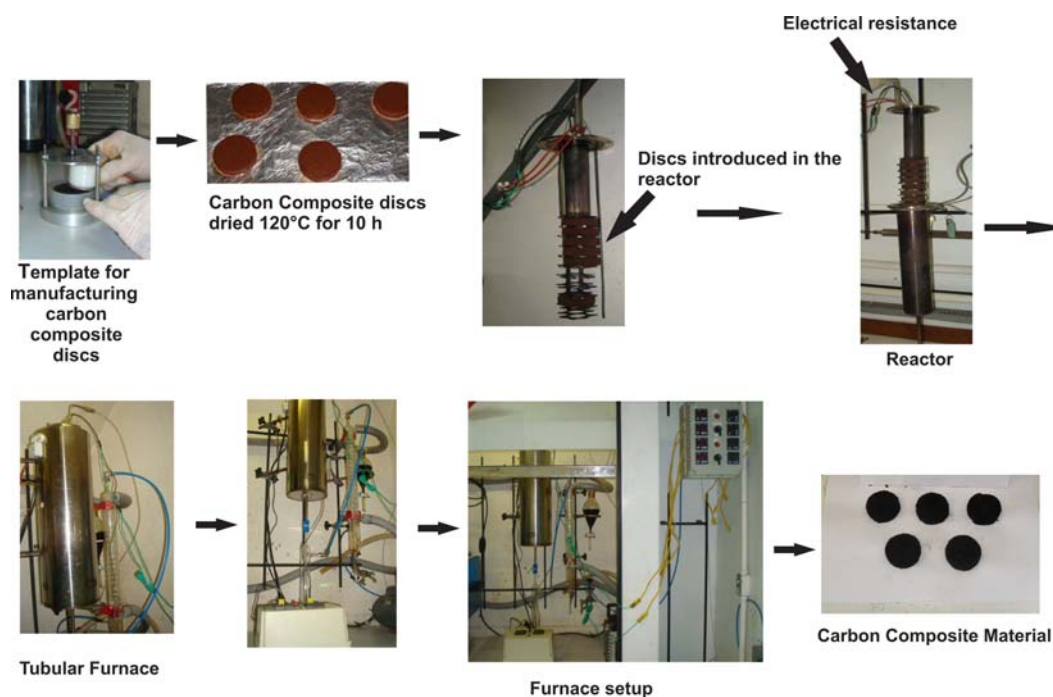 Electrical resistance
Discs introduced in the
reactor
Carbon Composite discs
dried 120°C for 10 h
Template for
manufacturing
carbon
composite
discs
Reactor
Tubular Furnace
Furnace setup
Carbon Composite Material